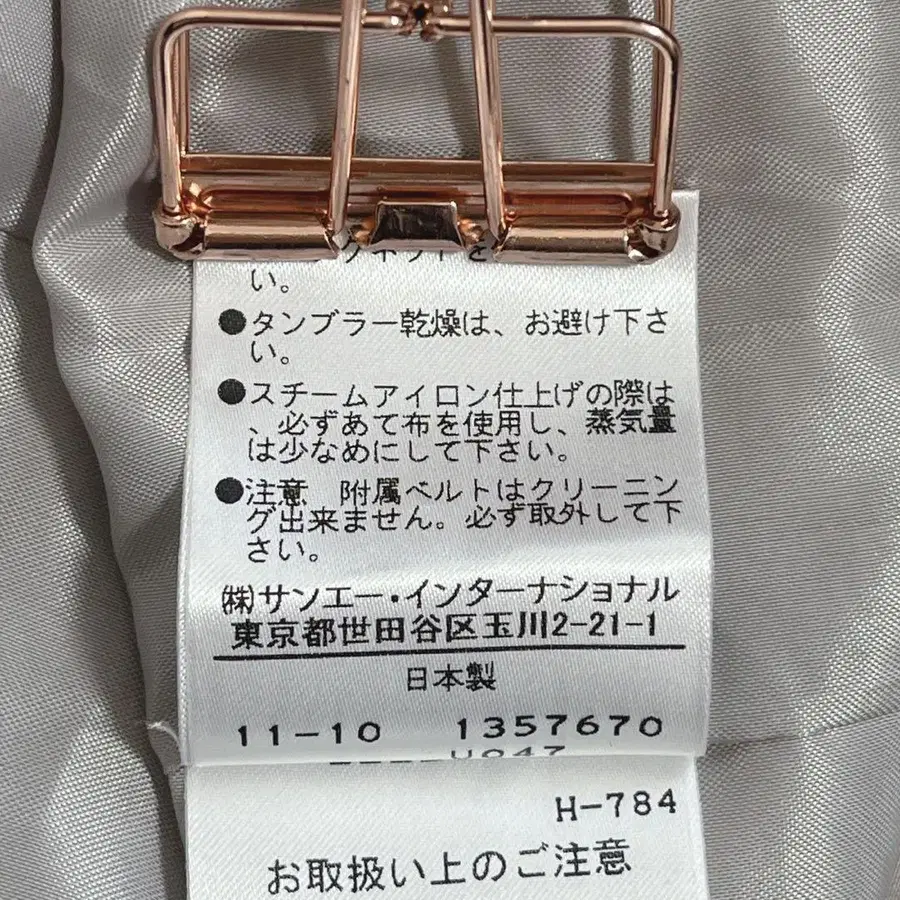 い。
●タンブラー乾燥は、お避け下さ
い。
●スチームアイロン仕上げの際は
、必ずあて布を使用し、蒸気量
は少なめにして下さい。
●注意 附属ベルトはクリーニン
グ出来ません。必ず取外して下
さい。
㈱サンエー・インターナショナル
東京都世田谷区玉川2-21-1
日本製
11-10 1357670
H-784
お取扱い上のご注意